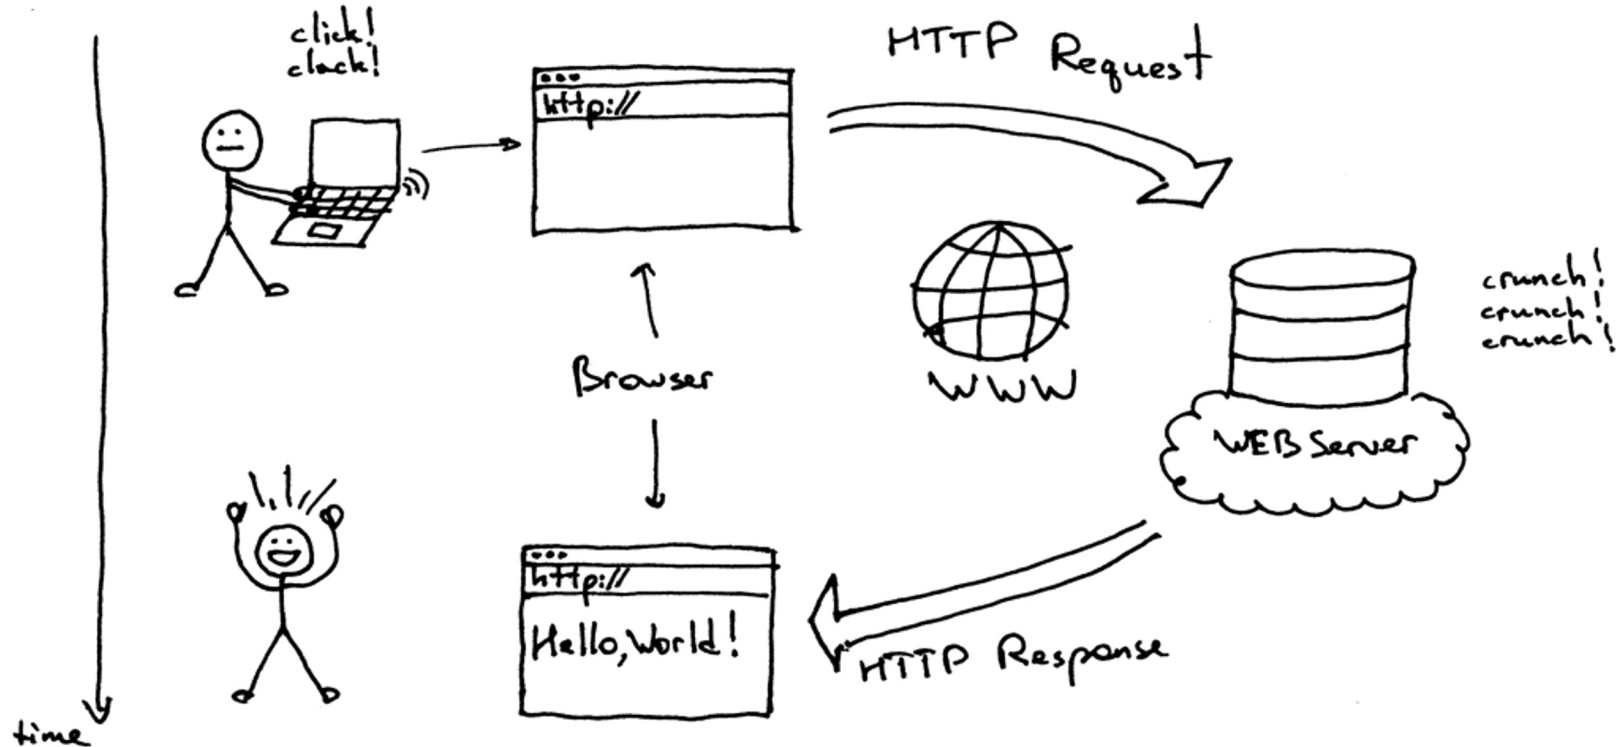 click!
clack!
HTTP Request
http://
crunch!
crunch!
crunch!
Browser
WWW
WEB Server
http://
Hello, World!
HTTP Response
time